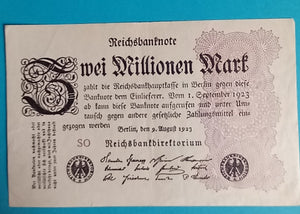 Reichsbanknote
Zwei Millionen Mark
zahlt die Reichsbankhauptkasse in Berlin gegen diese
Banknote dem Einlieferer. Vom 1. September 1923
ab kann diese Banknote aufgerufen und unter Um-
tausch gegen andere gesetzliche Zahlungsmittel ein-
gezogen werden
Berlin, den 9. August 1923
SO
Reichsbankdirektorium